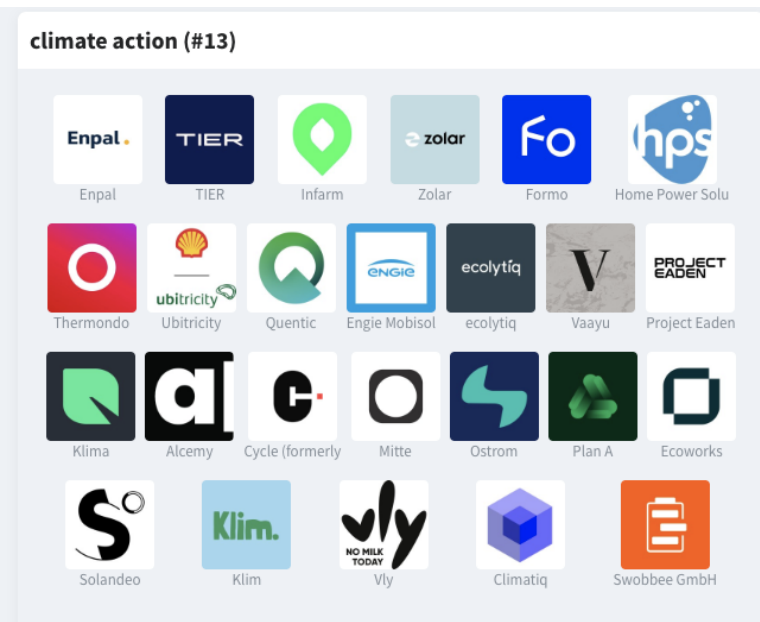 climate action (#13)
Enpal.
TIER
zolar
Fo
hps
Enpal
TIER
Infarm
Zolar
Formo
Home Power Solu
ubitricity
ENGIE
ecolytiq
V
PROJECT
EADEN
Thermondo
Ubitricity
Quentic
Engie Mobisol
ecolytiq
Vaayu
Project Eaden
al
C·
Klima
Alcemy
Cycle (formerly
Mitte
Ostrom
Plan A
Ecoworks
S
Klim.
vly
NO MILK
TODAY
Solandeo
Klim
Vly
Climatiq
Swobbee GmbH